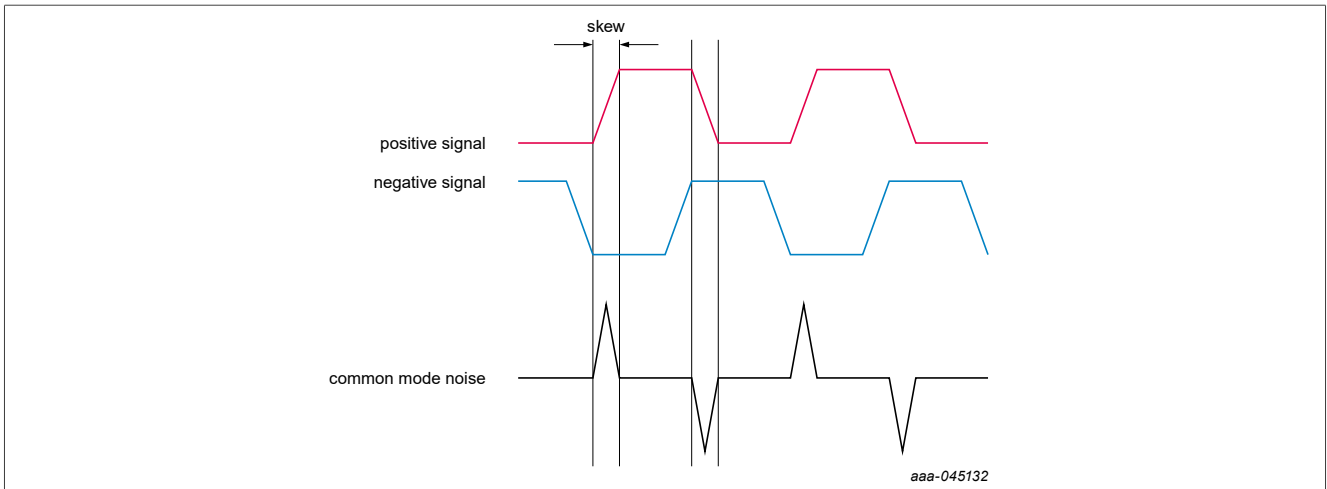 skew
positive signal
negative signal
common mode noise
aaa-045132